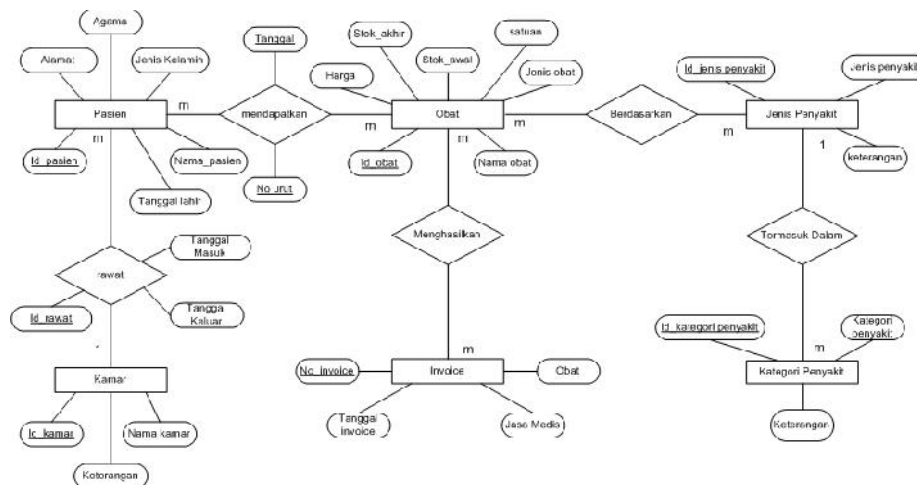 Agama
Alamat
Jenis Kelamin
Pasien
m
m
Id_pasien
Nama_pasien
Tanggal lahir
Tanggal
mendapatkan
No urut
m
Stok_akhir
Stok_awal
satuan
Harga
Jenis obat
Obat
m
m
Id_obat
Nama obat
Berdasarkan
m
Id_jenis penyakit
Jenis penyakit
Jenis Penyakit
1
keterangan
rawat
Tanggal
Masuk
Id_rawat
Tangga
Kaluar
Kamar
Id_kamar
Nama kamar
Keterangan
Menghasilkan
m
No_invoice
Invoice
Obat
Tanggal
invoice
Jasa Medis
Termasuk Dalam
m
Id_kategori penyakit
Kategori
penyakit
Kategori Penyakit
Keterangan